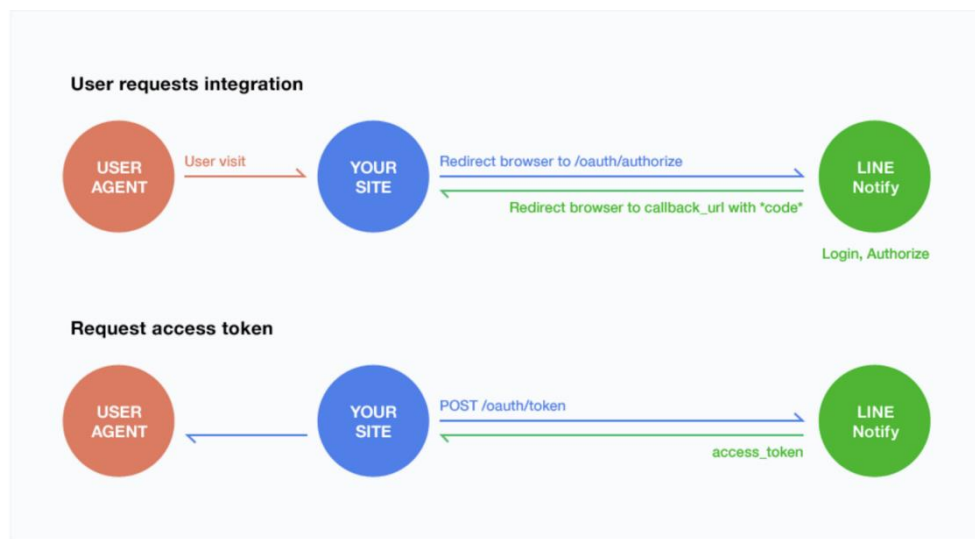 User requests integration
USER
AGENT
User visit
YOUR
SITE
Redirect browser to /oauth/authorize
Redirect browser to callback_url with *code*
LINE
Notify
Login, Authorize
Request access token
USER
AGENT
YOUR
SITE
POST /oauth/token
access_token
LINE
Notify